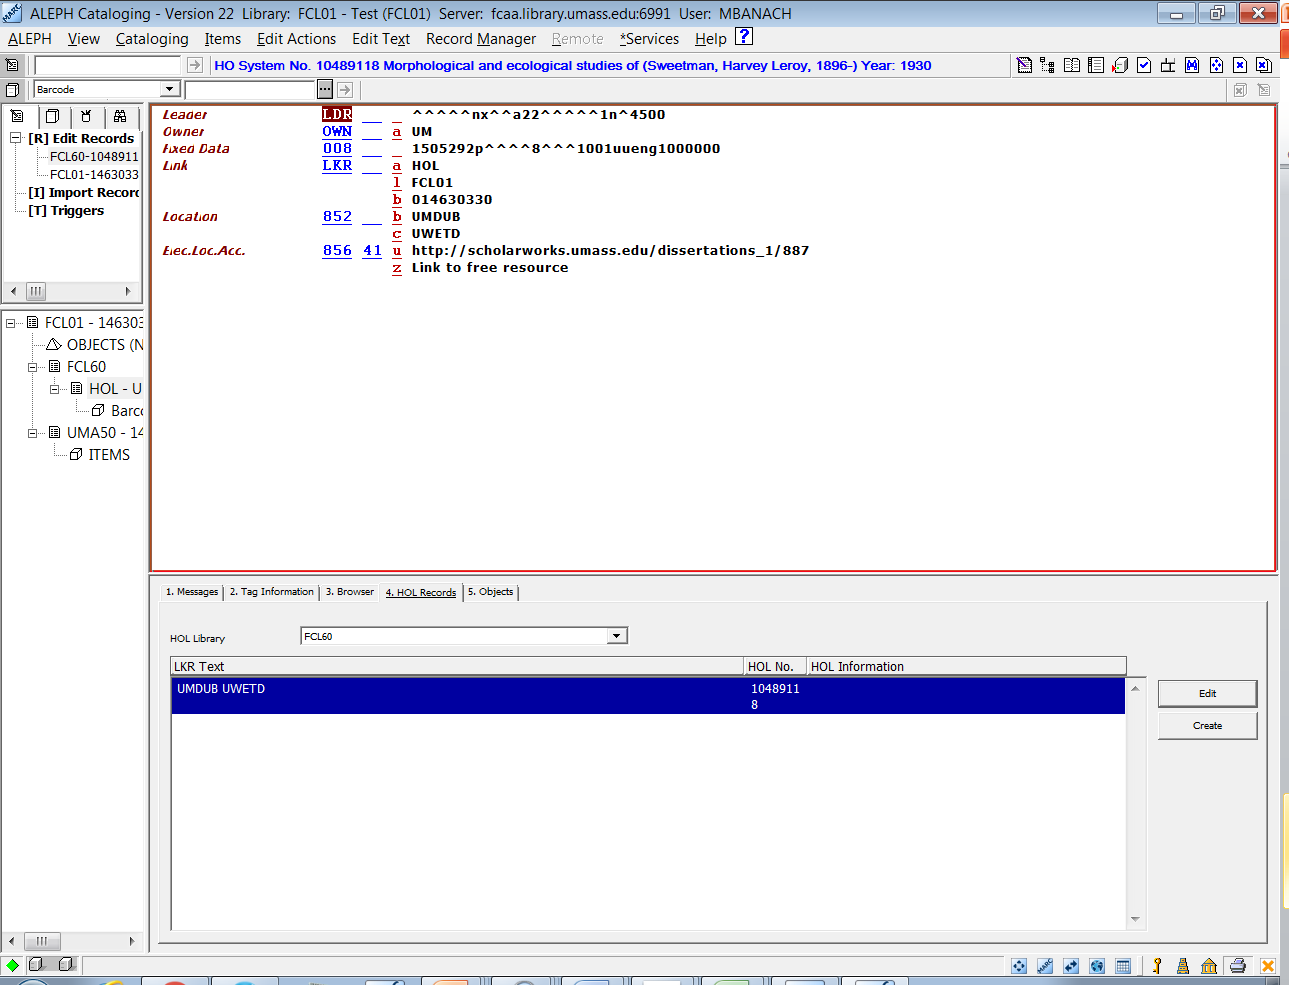 ALEPH Cataloging - Version 22 Library: FCL01 - Test (FCL01) Server: fcaa.library.umass.edu:6991 User: MBANACH
ALEPH View Cataloging Items Edit Actions Edit Text Record Manager Remote *Services Help ?
HO System No. 10489118 Morphological and ecological studies of (Sweetman, Harvey Leroy, 1896-) Year: 1930
Barcode ...
[R] Edit Records
FCL60-1048911
FCL01-1463033
[I] Import Recor
[T] Triggers
FCL01 - 14630
OBJECTS (N
FCL60
HOL - U
Barc
UMA50 - 14
ITEMS
Leader LDR ^^^^^nx^^a22^^^^^1n^4500
Owner OWN a UM
Fixed Data 008 1505292p^^^^8^^^1001uueng1000000
Link LKR a HOL
l FCL01
b 014630330
Location 852 b UMDUB
c UWETD
Elec.Loc.Acc. 856 41 u http://scholarworks.umass.edu/dissertations_1/887
z Link to free resource
1. Messages 2. Tag Information 3. Browser 4. HOL Records 5. Objects
HOL Library FCL60
LKR Text HOL No. HOL Information
UMDUB UWETD 1048911
8
Edit
Create